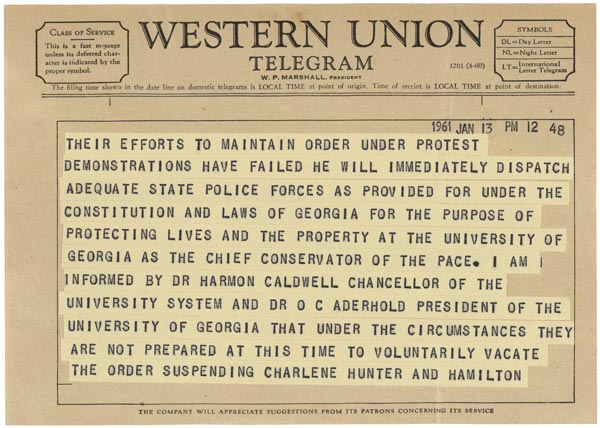 CLASS OF SERVICE
This is a fast message
unless its deferred char-
acter is indicated by the
proper symbol.
WESTERN UNION
TELEGRAM
W. P. MARSHALL, PRESIDENT
1201 (4-60)
SYMBOLS
DL=Day Letter
NL=Night Letter
LT=International Letter Telegram
The filing time shown in the date line on domestic telegrams is LOCAL TIME at point of origin. Time of receipt is LOCAL TIME at point of destination
1961 JAN 13 PM 12 48
THEIR EFFORTS TO MAINTAIN ORDER UNDER PROTEST
DEMONSTRATIONS HAVE FAILED HE WILL IMMEDIATELY DISPATCH
ADEQUATE STATE POLICE FORCES AS PROVIDED FOR UNDER THE
CONSTITUTION AND LAWS OF GEORGIA FOR THE PURPOSE OF
PROTECTING LIVES AND THE PROPERTY AT THE UNIVERSITY OF
GEORGIA AS THE CHIEF CONSERVATOR OF THE PACE. I AM
INFORMED BY DR HARMON CALDWELL CHANCELLOR OF THE
UNIVERSITY SYSTEM AND DR O C ADERHOLD PRESIDENT OF THE
UNIVERSITY OF GEORGIA THAT UNDER THE CIRCUMSTANCES THEY
ARE NOT PREPARED AT THIS TIME TO VOLUNTARILY VACATE
THE ORDER SUSPENDING CHARLENE HUNTER AND HAMILTON
THE COMPANY WILL APPRECIATE SUGGESTIONS FROM ITS PATRONS CONCERNING ITS SERVICE